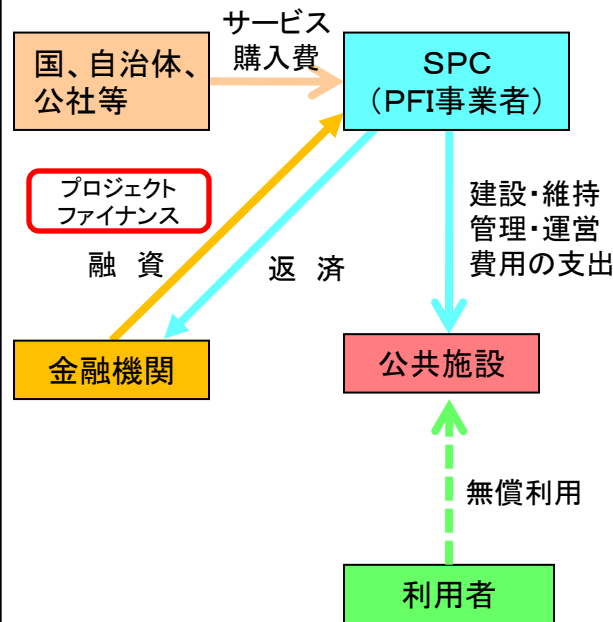 サービス
購入費
国、自治体、
公社等
SPC
（PFI事業者）
プロジェクト
ファイナンス
融 資
返 済
建設・維持
管理・運営
費用の支出
金融機関
公共施設
無償利用
利用者